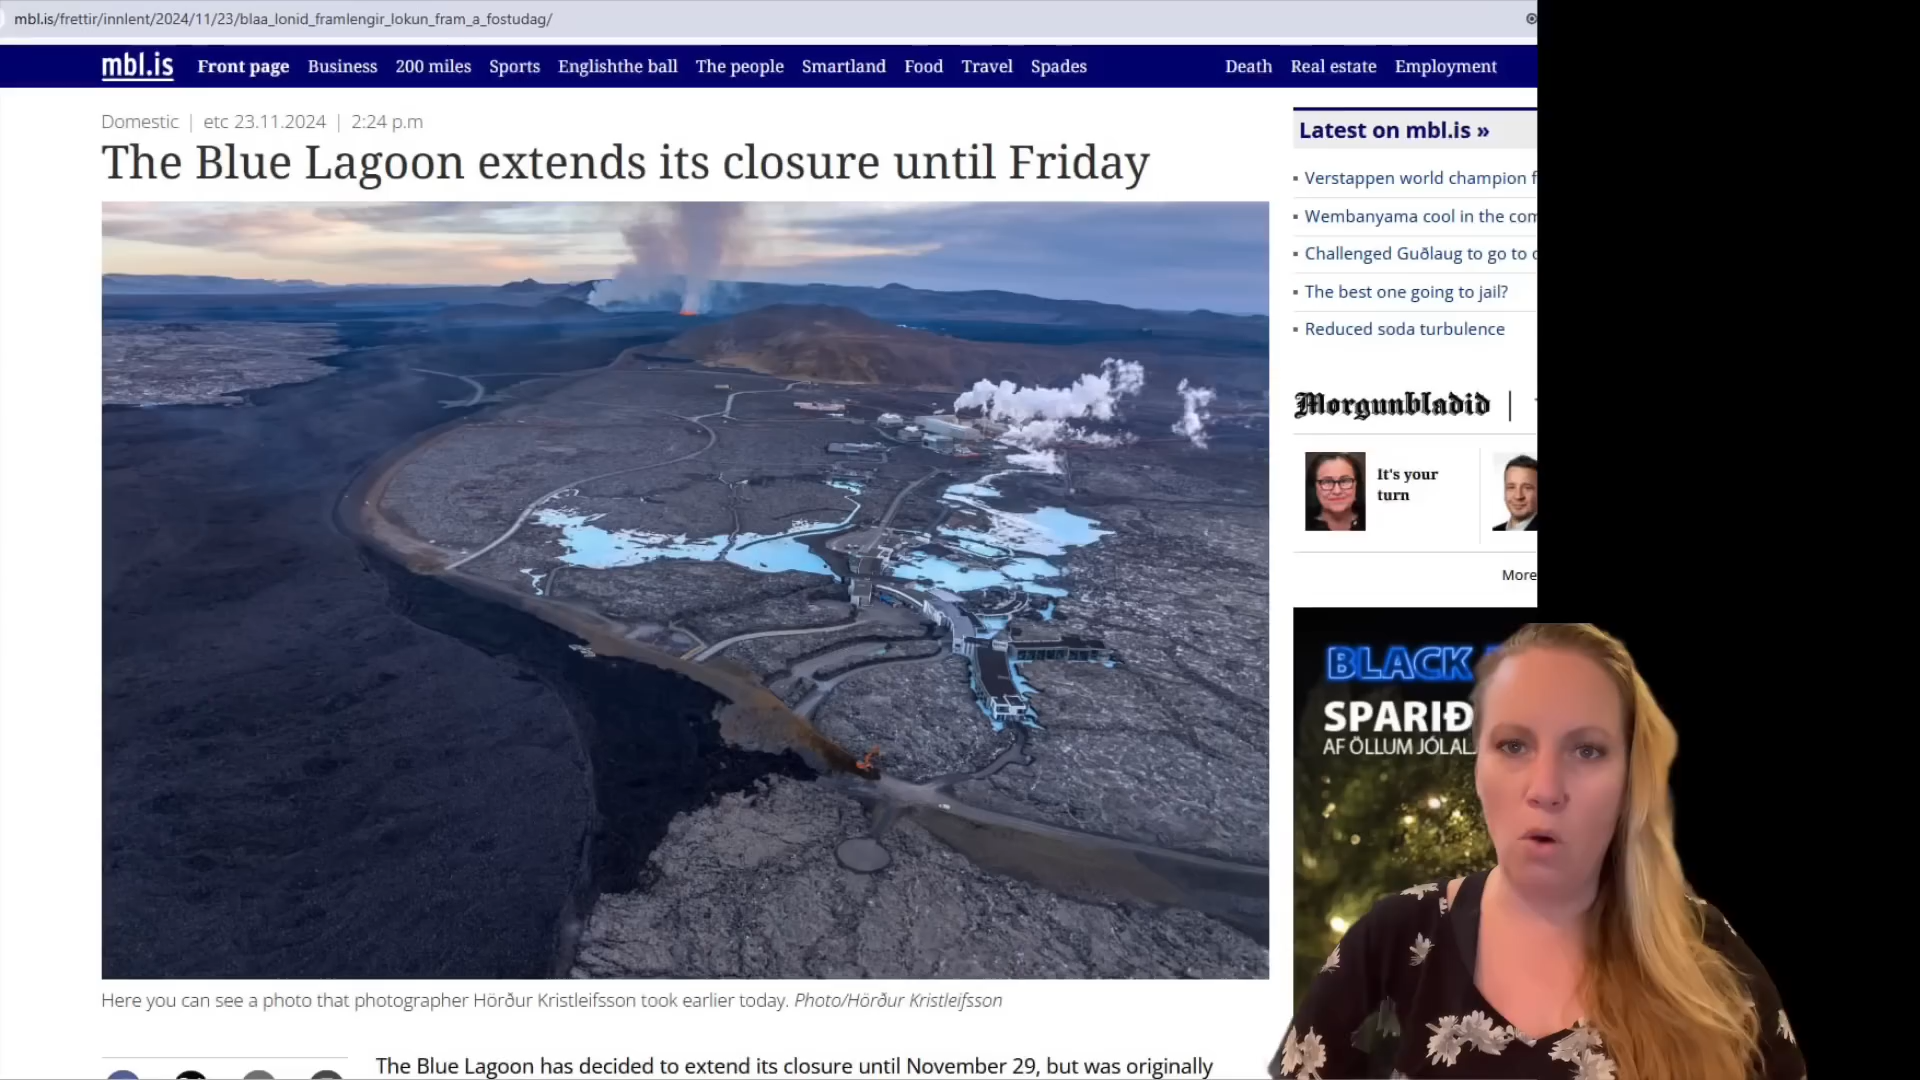 mbl.is/frettir/innlent/2024/11/23/blaa_lonid_framlengir_lokun_fram_a_fostudag/
mbl.is Front page Business 200 miles Sports Englishthe ball The people Smartland Food Travel Spades Death Real estate Employment
Domestic | etc 23.11.2024 | 2:24 p.m
The Blue Lagoon extends its closure until Friday
Here you can see a photo that photographer Hörður Kristleifsson took earlier today. Photo/Hörður Kristleifsson
The Blue Lagoon has decided to extend its closure until November 29, but was originally
Latest on mbl.is »
Verstappen world champion f
Wembanyama cool in the com
Challenged Guðlaug to go to
The best one going to jail?
Reduced soda turbulence
Morgunbladid |
It's your
turn
More
BLACK
SPARIÐ
AF ÖLLUM JÓLAL